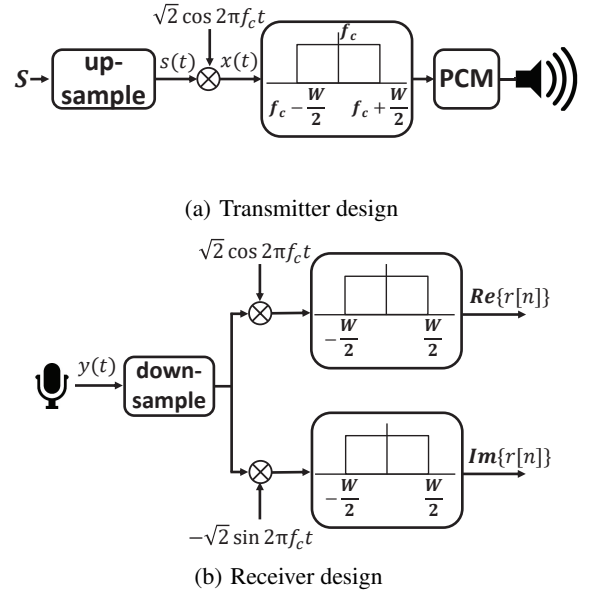 √2 cos 2πf_c t
S
up-
sample
s(t)
x(t)
f_c
f_c − W/2
f_c + W/2
PCM
(a) Transmitter design
√2 cos 2πf_c t
−W/2
W/2
Re{r[n]}
y(t)
down-
sample
−W/2
W/2
Im{r[n]}
−√2 sin 2πf_c t
(b) Receiver design